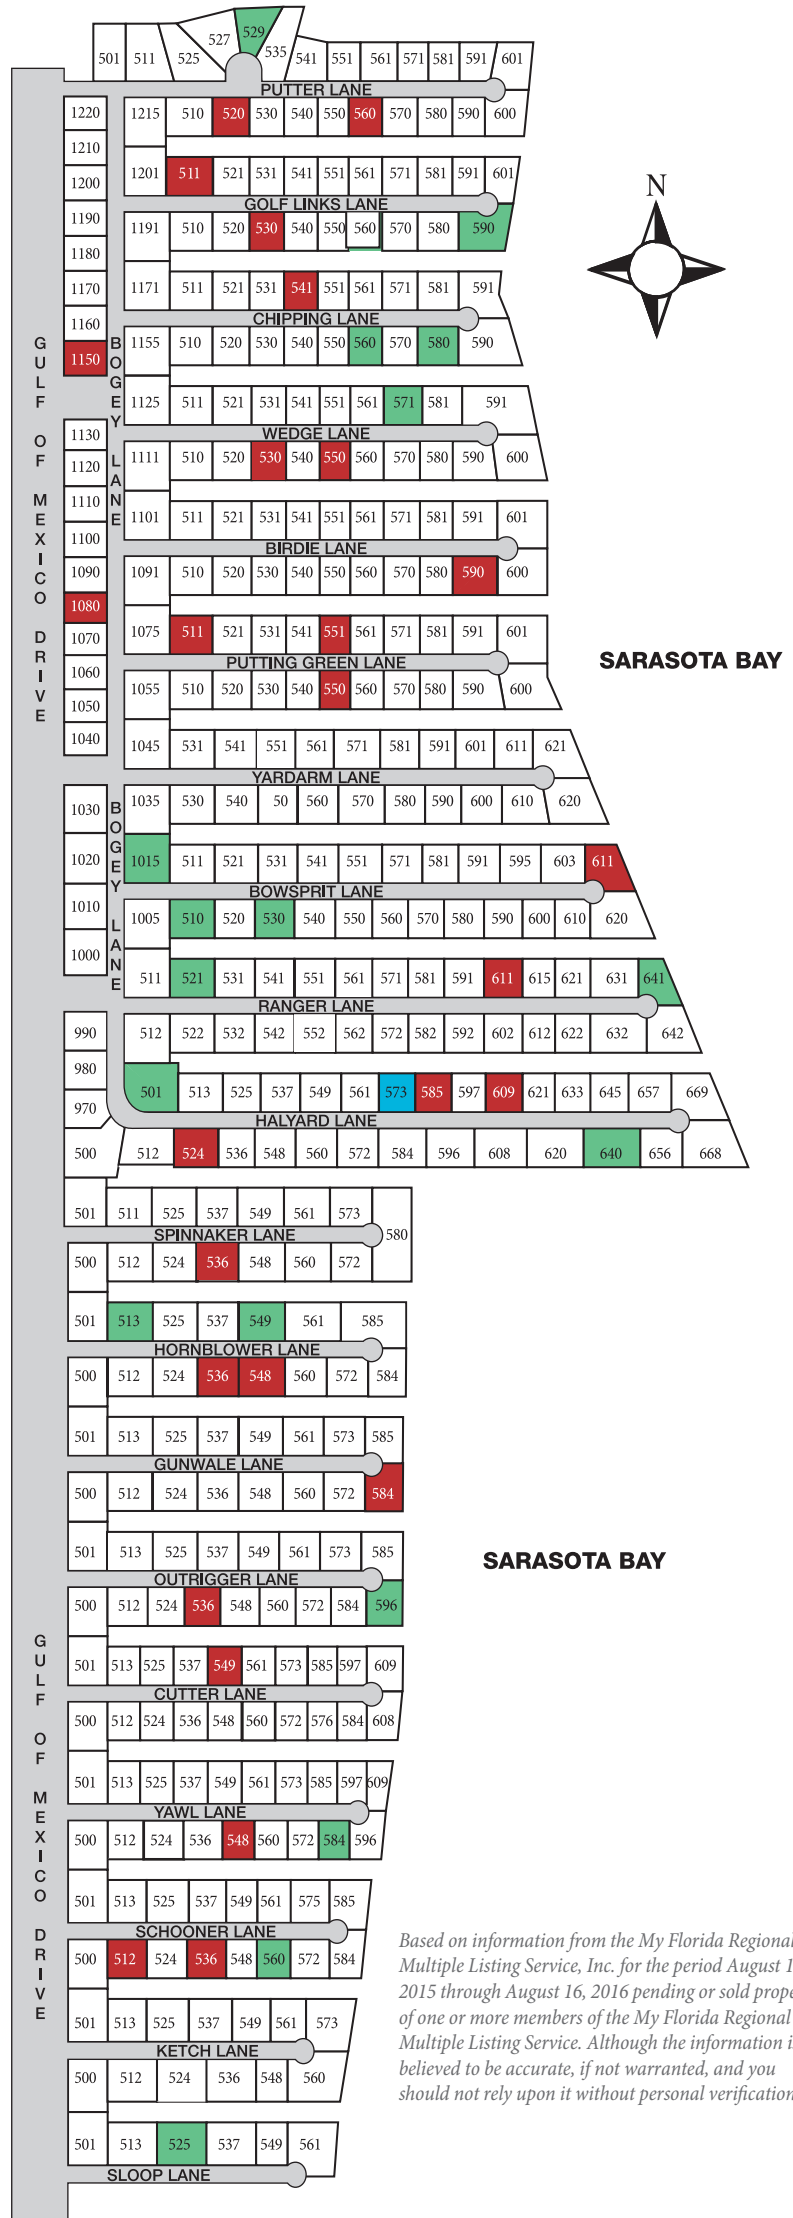 501 511 525 527 529 535 541 551 561 571 581 591 601
PUTTER LANE
1220 1215 510 520 530 540 550 560 570 580 590 600
1210
1200 1201 511 521 531 541 551 561 571 581 591 601
GOLF LINKS LANE
1190 1191 510 520 530 540 550 560 570 580 590
1180
1170 1171 511 521 531 541 551 561 571 581 591
CHIPPING LANE
1160
1150 1155 510 520 530 540 550 560 570 580 590
N
GULF OF MEXICO DRIVE
BOGEY LANE
1125 511 521 531 541 551 561 571 581 591
WEDGE LANE
1130
1120 1111 510 520 530 540 550 560 570 580 590 600
1110
1100 1101 511 521 531 541 551 561 571 581 591 601
BIRDIE LANE
1090 1091 510 520 530 540 550 560 570 580 590 600
1080
1070 1075 511 521 531 541 551 561 571 581 591 601
PUTTING GREEN LANE
SARASOTA BAY
1060
1050 1055 510 520 530 540 550 560 570 580 590 600
1040 1045 531 541 551 561 571 581 591 601 611 621
YARDARM LANE
1030 1035 530 540 50 560 570 580 590 600 610 620
BOGEY LANE
1020 1015 511 521 531 541 551 571 581 591 595 603 611
BOWSPRIT LANE
1010 1005 510 520 530 540 550 560 570 580 590 600 610 620
1000 511 521 531 541 551 561 571 581 591 611 615 621 631 641
RANGER LANE
990 512 522 532 542 552 562 572 582 592 602 612 622 632 642
980
970 501 513 525 537 549 561 573 585 597 609 621 633 645 657 669
HALYARD LANE
500 512 524 536 548 560 572 584 596 608 620 640 656 668
501 511 525 537 549 561 573 580
SPINNAKER LANE
500 512 524 536 548 560 572
501 513 525 537 549 561 585
HORNBLOWER LANE
500 512 524 536 548 560 572 584
501 513 525 537 549 561 573 585
GUNWALE LANE
500 512 524 536 548 560 572 584
501 513 525 537 549 561 573 585
SARASOTA BAY
OUTRIGGER LANE
500 512 524 536 548 560 572 584 596
GULF OF MEXICO DRIVE
501 513 525 537 549 561 573 585 597 609
CUTTER LANE
500 512 524 536 548 560 572 576 584 608
501 513 525 537 549 561 573 585 597 609
YAWL LANE
500 512 524 536 548 560 572 584 596
501 513 525 537 549 561 575 585
SCHOONER LANE
500 512 524 536 548 560 572 584
501 513 525 537 549 561 573
KETCH LANE
500 512 524 536 548 560
501 513 525 537 549 561
SLOOP LANE
Based on information from the My Florida Regional
Multiple Listing Service, Inc. for the period August 1
2015 through August 16, 2016 pending or sold prope
of one or more members of the My Florida Regional
Multiple Listing Service. Although the information i
believed to be accurate, if not warranted, and you
should not rely upon it without personal verification